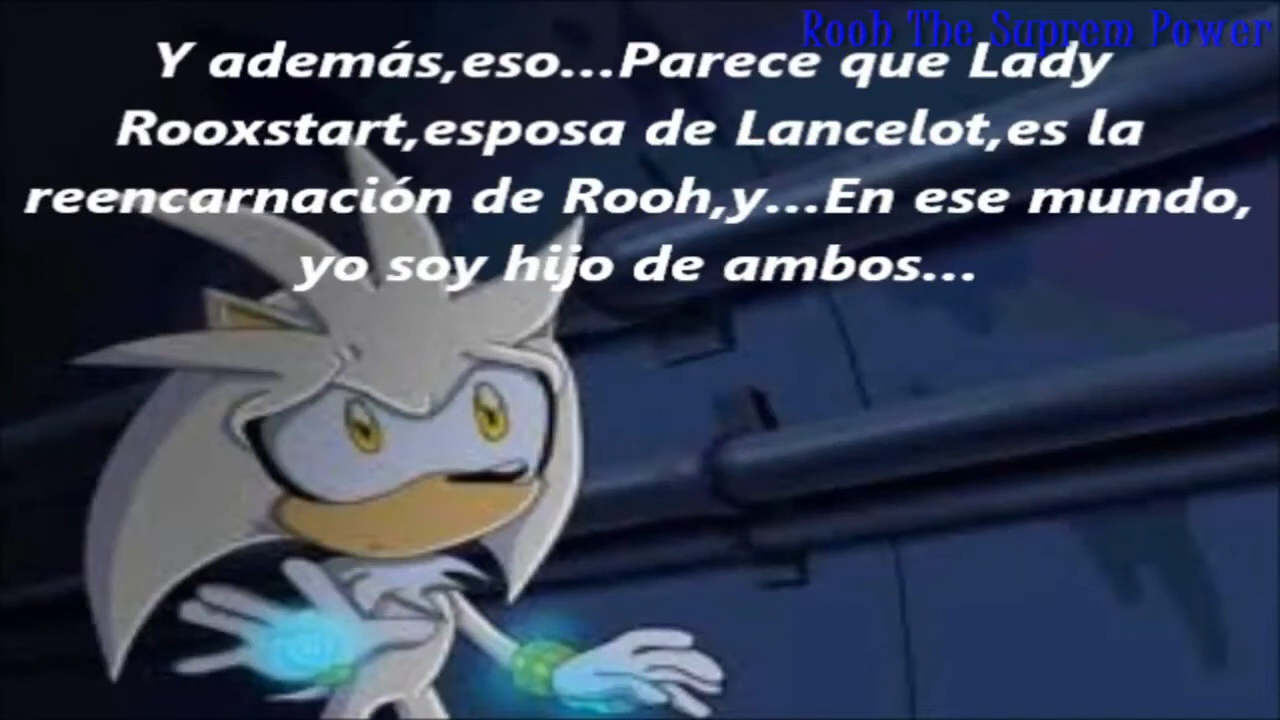 Rooh The Suprem Power
Y además,eso...Parece que Lady
Rooxstart,esposa de Lancelot,es la
reencarnación de Rooh,y...En ese mundo,
yo soy hijo de ambos...